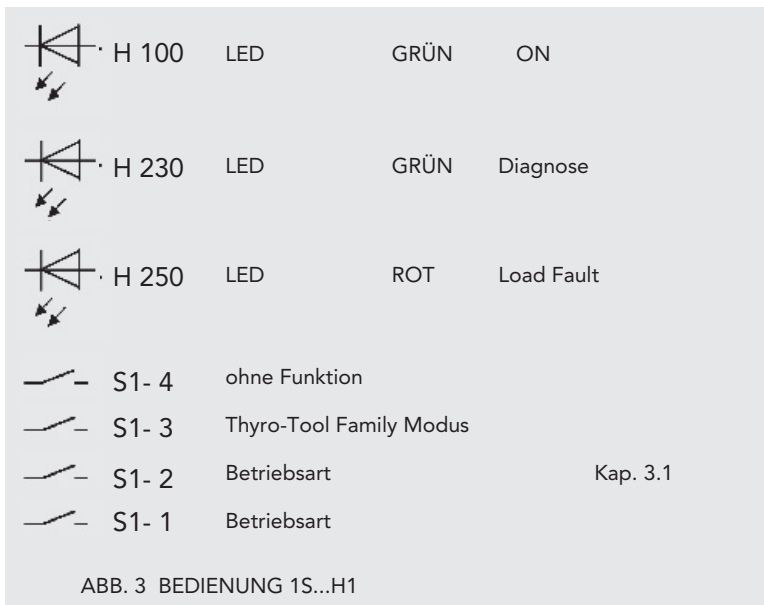 H 100 LED GRÜN ON
H 230 LED GRÜN Diagnose
H 250 LED ROT Load Fault
S1- 4 ohne Funktion
S1- 3 Thyro-Tool Family Modus
S1- 2 Betriebsart Kap. 3.1
S1- 1 Betriebsart
ABB. 3 BEDIENUNG 1S...H1